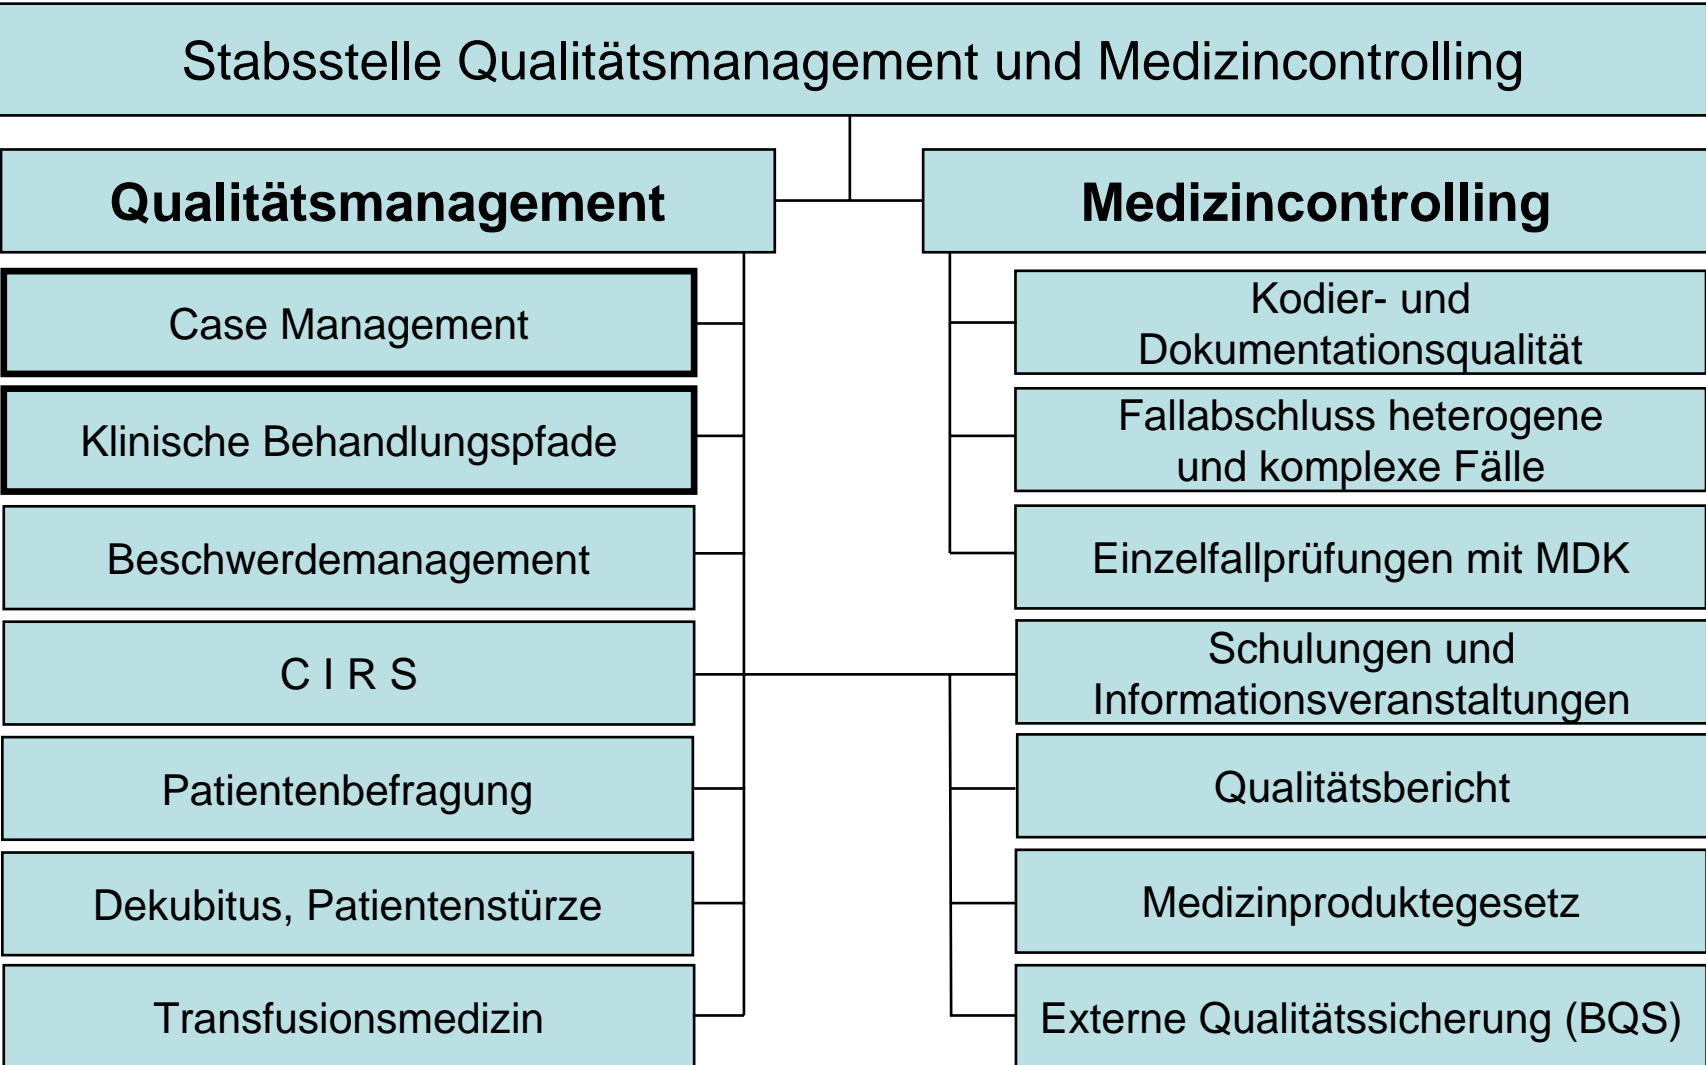 Stabsstelle Qualitätsmanagement und Medizincontrolling
Qualitätsmanagement
Case Management
Klinische Behandlungspfade
Beschwerdemanagement
C I R S
Patientenbefragung
Dekubitus, Patientenstürze
Transfusionsmedizin
Medizincontrolling
Kodier- und
Dokumentationsqualität
Fallabschluss heterogene
und komplexe Fälle
Einzelfallprüfungen mit MDK
Schulungen und
Informationsveranstaltungen
Qualitätsbericht
Medizinproduktegesetz
Externe Qualitätssicherung (BQS)